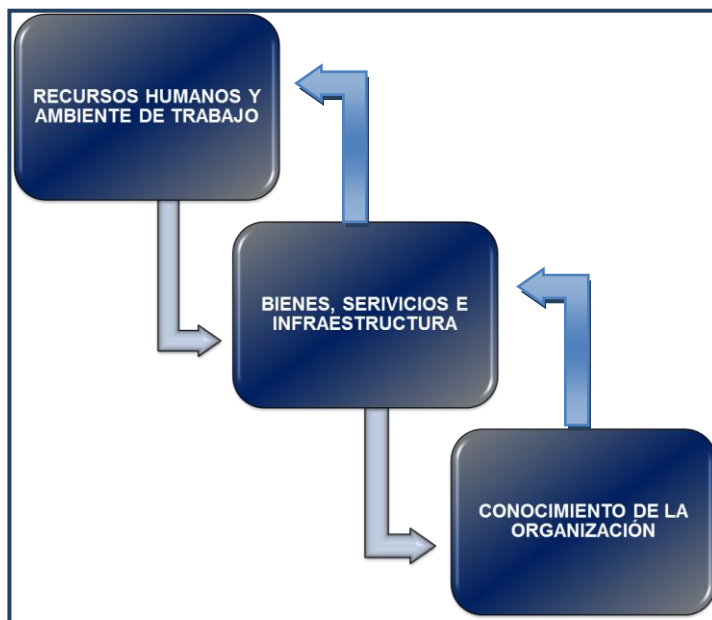 RECURSOS HUMANOS Y
AMBIENTE DE TRABAJO
BIENES, SERIVICIOS E
INFRAESTRUCTURA
CONOCIMIENTO DE LA
ORGANIZACIÓN